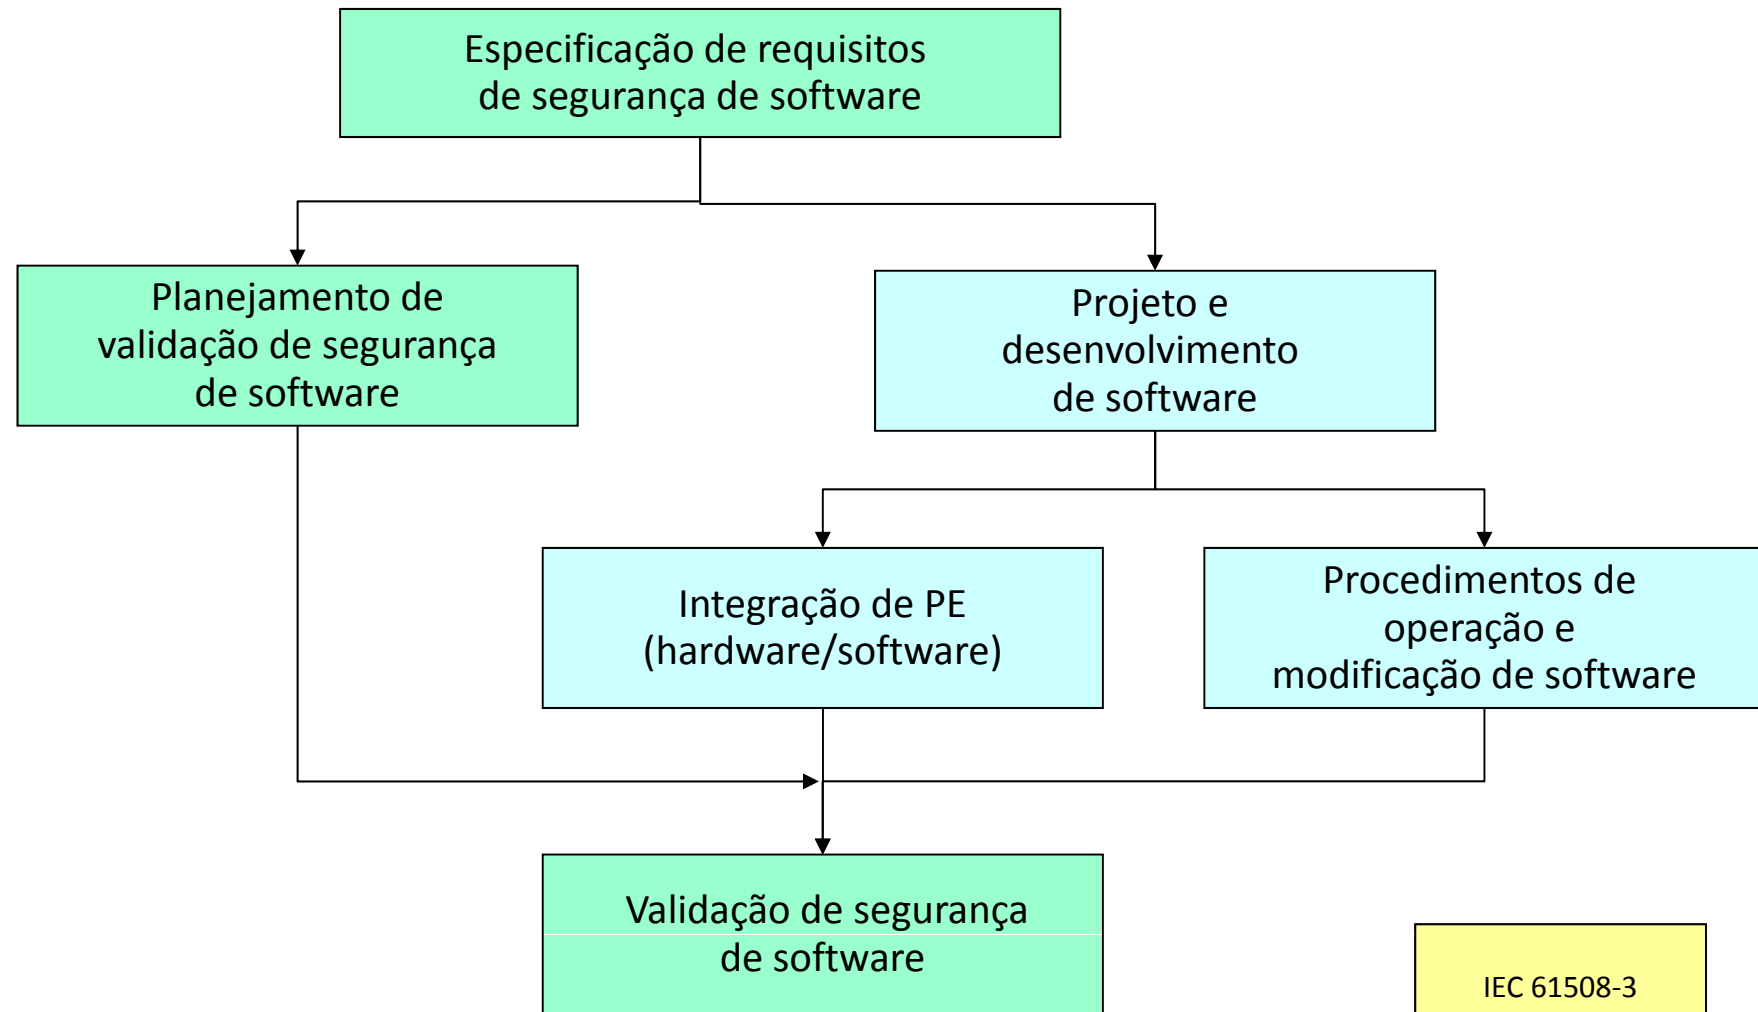 Especificação de requisitos
de segurança de software
Planejamento de
validação de segurança
de software
Projeto e
desenvolvimento
de software
Integração de PE
(hardware/software)
Procedimentos de
operação e
modificação de software
Validação de segurança
de software
IEC 61508-3